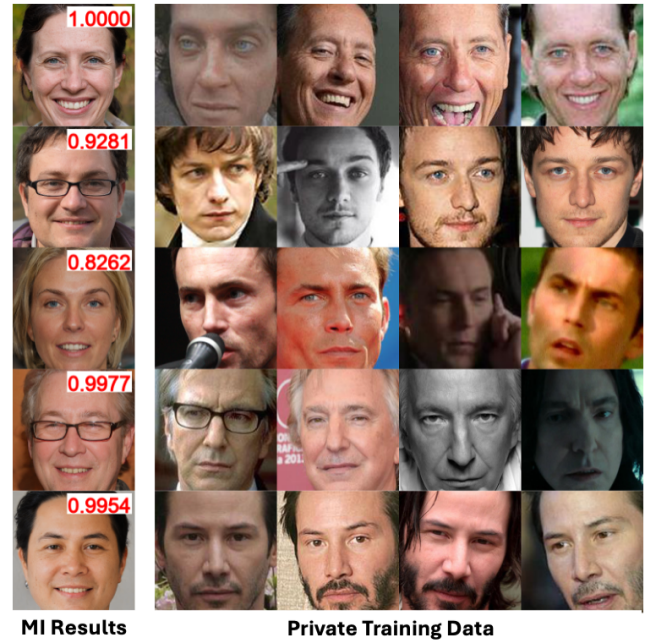 1.0000
0.9281
0.8262
0.9977
0.9954
MI Results
Private Training Data